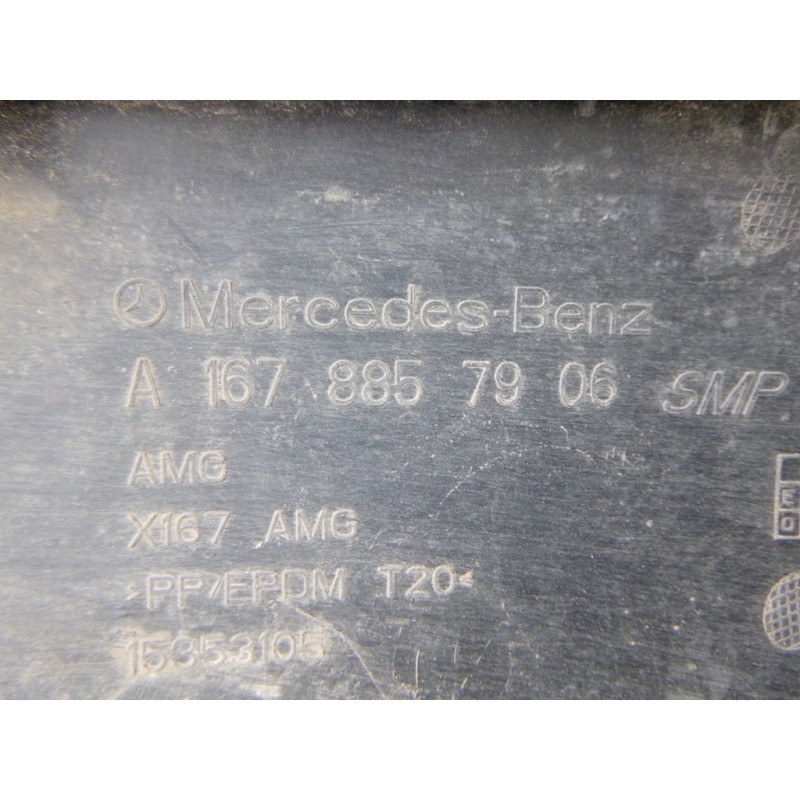 Mercedes-Benz
A 167 885 79 06 SMP
AMG
X167 AMG
>PP/EPDM T20<
15353105